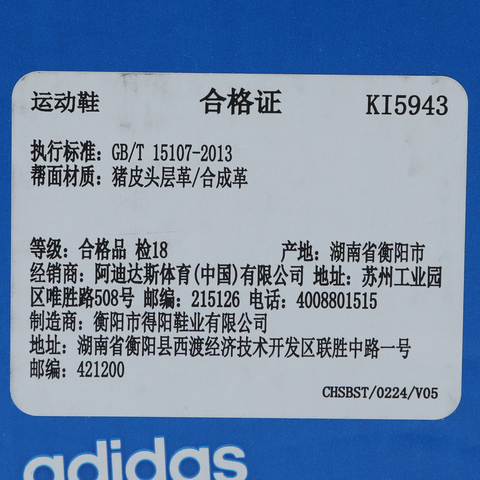 运动鞋 合格证 KI5943
执行标准: GB/T 15107-2013
帮面材质: 猪皮头层革/合成革
等级: 合格品 检18 产地: 湖南省衡阳市
经销商: 阿迪达斯体育(中国)有限公司 地址: 苏州工业园
区唯胜路508号 邮编: 215126 电话: 4008801515
制造商: 衡阳市得阳鞋业有限公司
地址: 湖南省衡阳县西渡经济技术开发区联胜中路一号
邮编: 421200
CHSBST/0224/V05
adidas